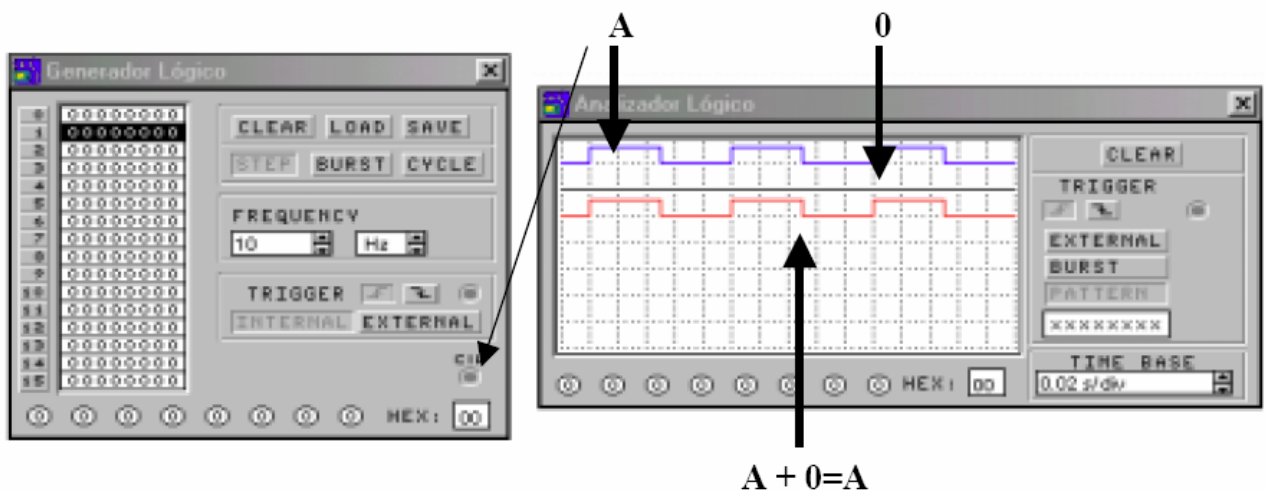 A
0
Generador Lógico
0 00000000
1 00000000
2 00000000
3 00000000
4 00000000
5 00000000
6 00000000
7 00000000
8 00000000
9 00000000
10 00000000
11 00000000
12 00000000
13 00000000
14 00000000
15 00000000
CLEAR LOAD SAVE
STEP BURST CYCLE
FREQUENCY
10 Hz
TRIGGER
INTERNAL EXTERNAL
HEX: 00
Analizador Lógico
CLEAR
TRIGGER
EXTERNAL
BURST
PATTERN
XXXXXXXX
TIME BASE
0.02 s/div
HEX: 00
A + 0=A